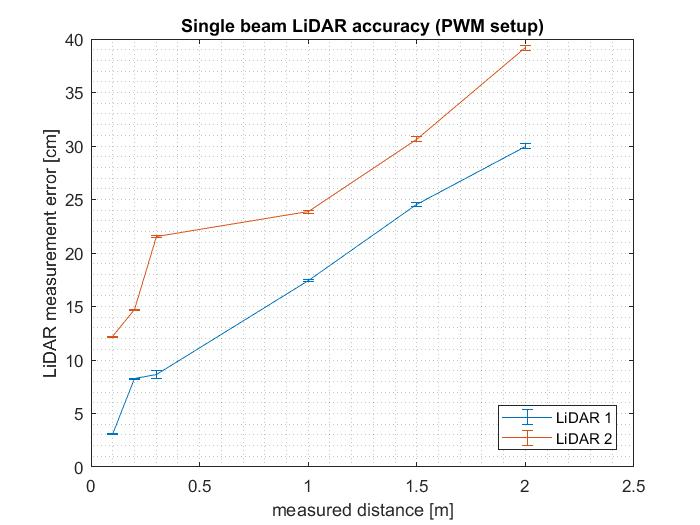 Single beam LiDAR accuracy (PWM setup)
40
35
30
25
20
15
10
5
0
LiDAR measurement error [cm]
LiDAR 1
LiDAR 2
0 0.5 1 1.5 2 2.5
measured distance [m]